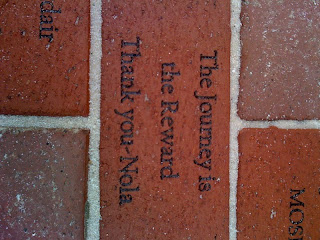 The Journey is
the Reward
Thank you-Nola